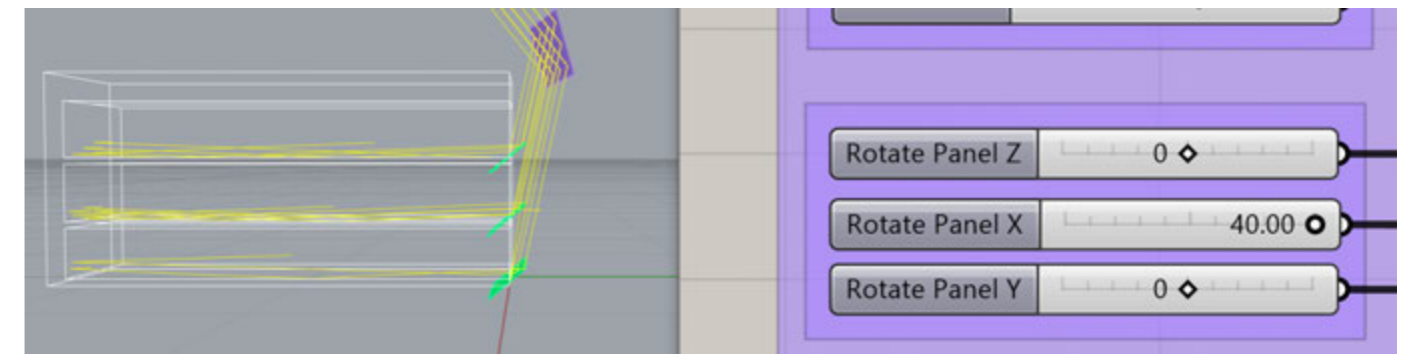 Rotate Panel Z 0
Rotate Panel X 40.00
Rotate Panel Y 0